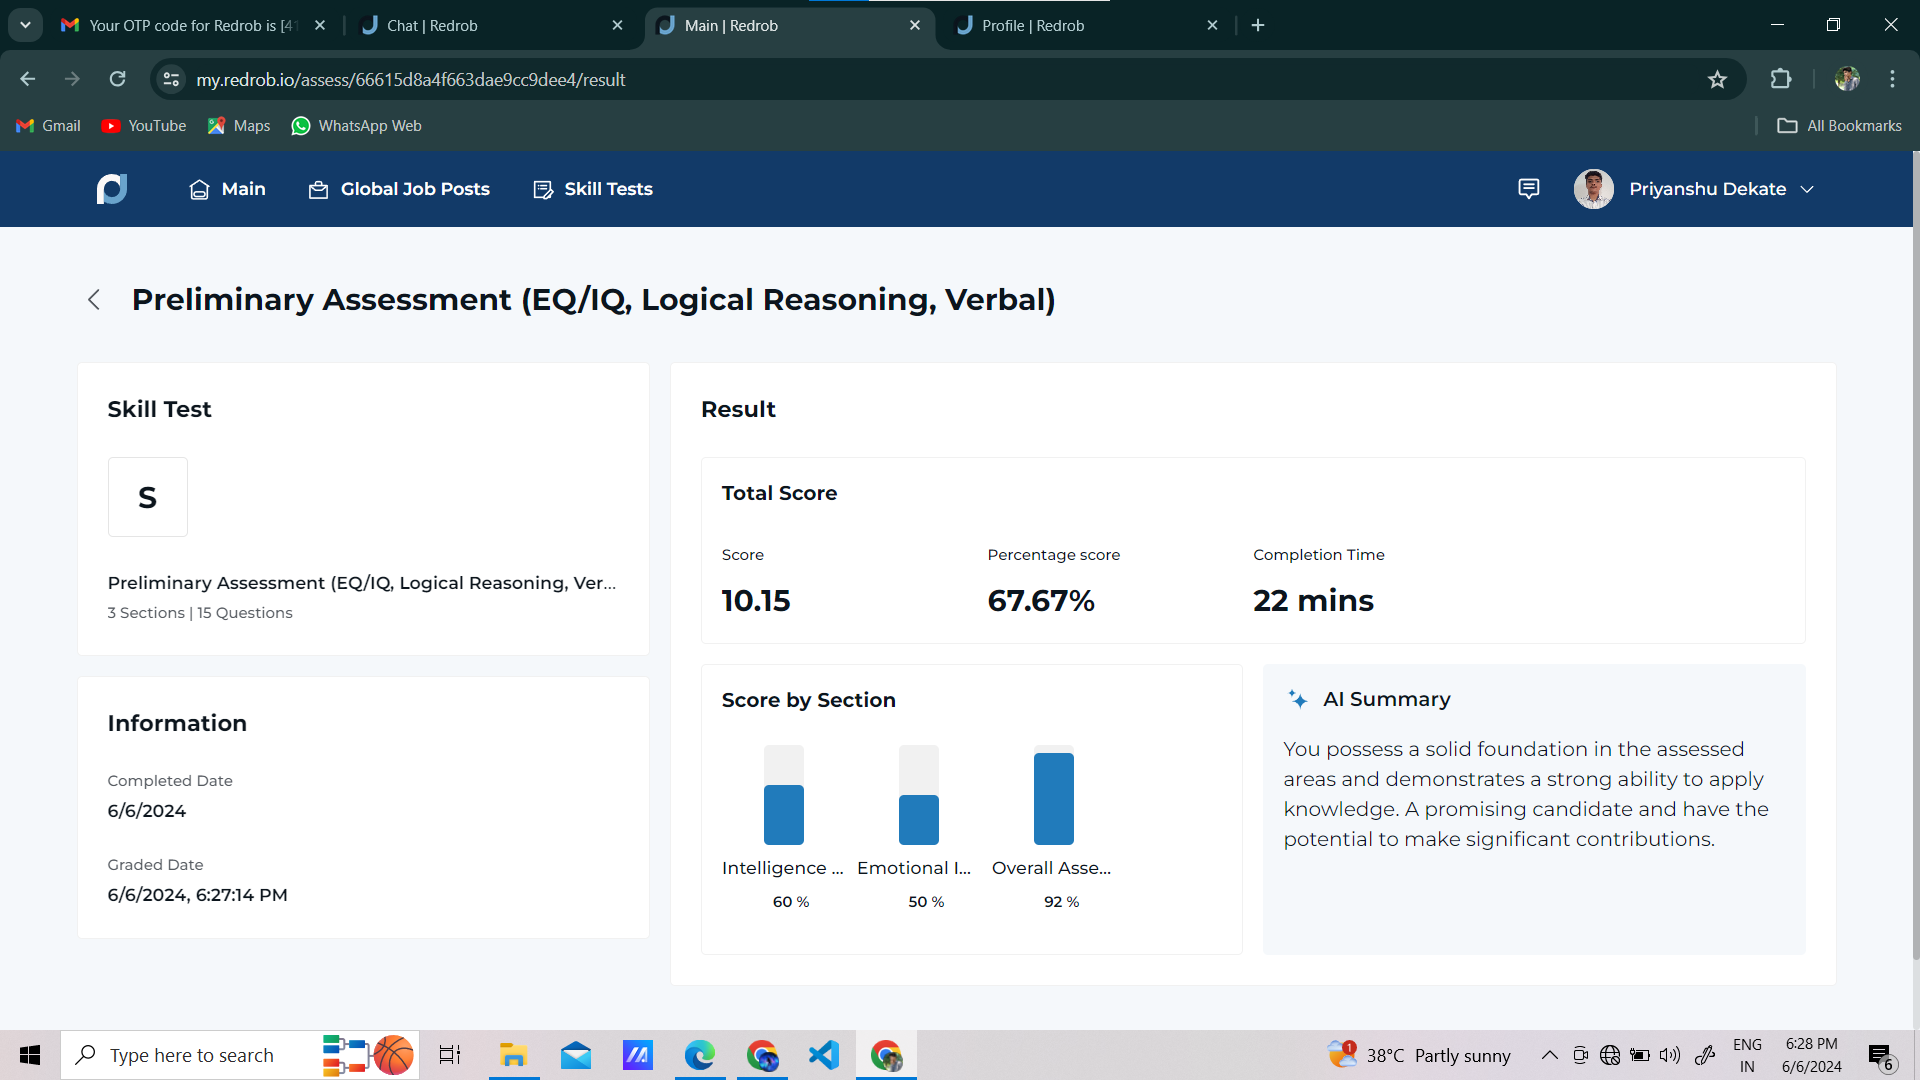 Your OTP code for Redrob is [41
Chat | Redrob
Main | Redrob
Profile | Redrob
my.redrob.io/assess/66615d8a4f663dae9cc9dee4/result
Gmail
YouTube
Maps
WhatsApp Web
All Bookmarks
Main
Global Job Posts
Skill Tests
Priyanshu Dekate
Preliminary Assessment (EQ/IQ, Logical Reasoning, Verbal)
Skill Test
S
Preliminary Assessment (EQ/IQ, Logical Reasoning, Ver...
3 Sections | 15 Questions
Information
Completed Date
6/6/2024
Graded Date
6/6/2024, 6:27:14 PM
Result
Total Score
Score
Percentage score
Completion Time
10.15
67.67%
22 mins
Score by Section
Intelligence ...
Emotional I...
Overall Asse...
60 %
50 %
92 %
AI Summary
You possess a solid foundation in the assessed
areas and demonstrates a strong ability to apply
knowledge. A promising candidate and have the
potential to make significant contributions.
Type here to search
1
38°C Partly sunny
ENG
IN
6:28 PM
6/6/2024
6